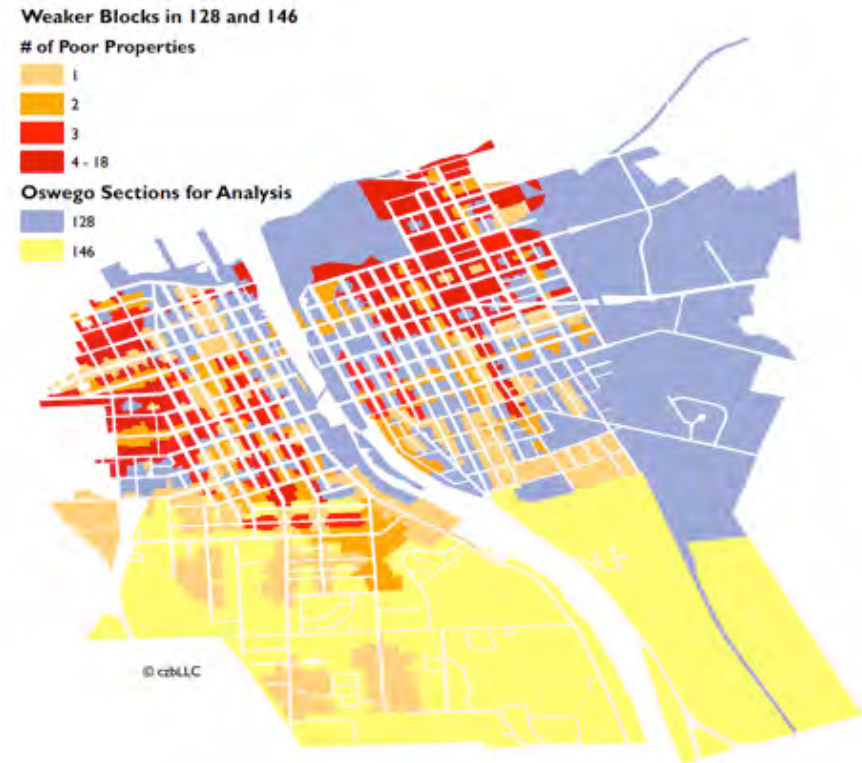 Weaker Blocks in 128 and 146
# of Poor Properties
1
2
3
4 - 18
Oswego Sections for Analysis
128
146
© czbLLC